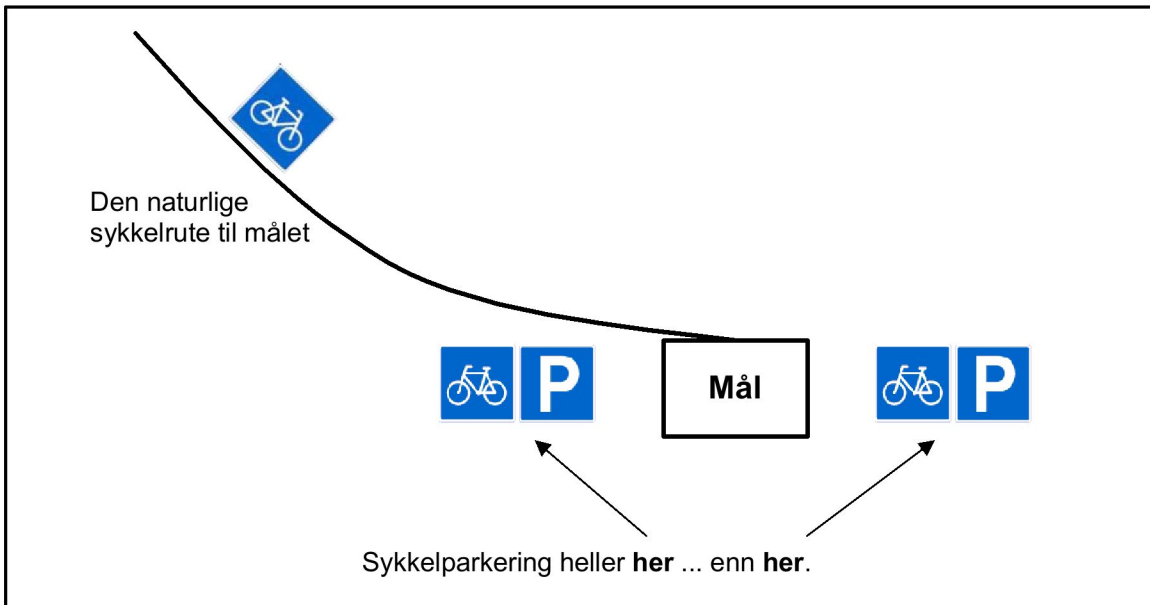 Den naturlige
sykkelrute til målet
P
Mål
P
Sykkelparkering heller her ... enn her.